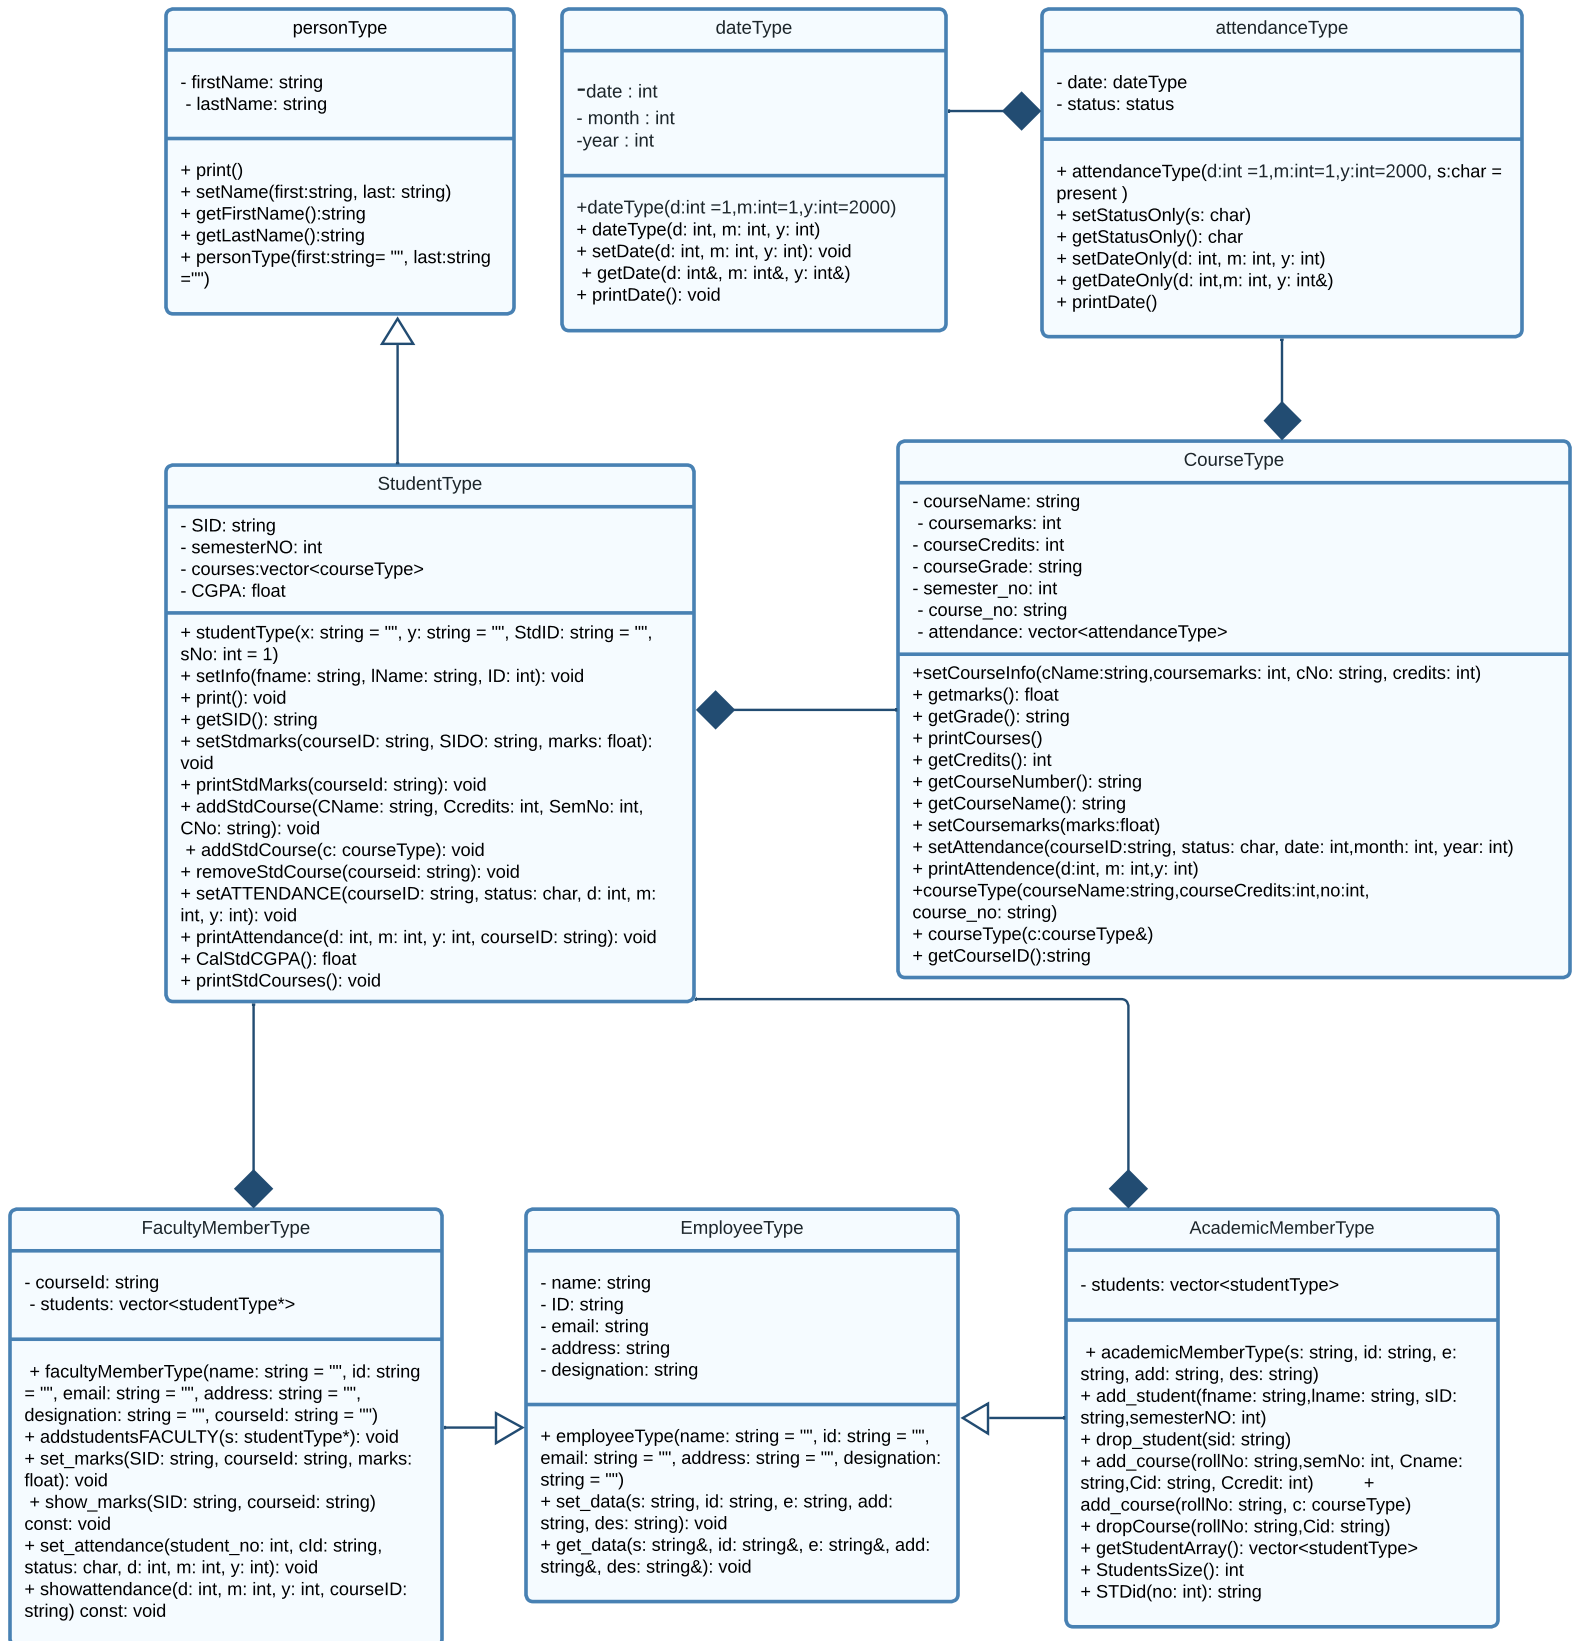 personType
- firstName: string
- lastName: string
+ print()
+ setName(first:string, last: string)
+ getFirstName():string
+ getLastName():string
+ personType(first:string= "", last:string
="")
dateType
-date : int
- month : int
-year : int
+dateType(d:int =1,m:int=1,y:int=2000)
+ dateType(d: int, m: int, y: int)
+ setDate(d: int, m: int, y: int): void
+ getDate(d: int&, m: int&, y: int&)
+ printDate(): void
attendanceType
- date: dateType
- status: status
+ attendanceType(d:int =1,m:int=1,y:int=2000, s:char =
present )
+ setStatusOnly(s: char)
+ getStatusOnly(): char
+ setDateOnly(d: int, m: int, y: int)
+ getDateOnly(d: int,m: int, y: int&)
+ printDate()
StudentType
- SID: string
- semesterNO: int
- courses:vector<courseType>
- CGPA: float
+ studentType(x: string = "", y: string = "", StdID: string = "",
sNo: int = 1)
+ setInfo(fname: string, lName: string, ID: int): void
+ print(): void
+ getSID(): string
+ setStdmarks(courseID: string, SIDO: string, marks: float):
void
+ printStdMarks(courseId: string): void
+ addStdCourse(CName: string, Ccredits: int, SemNo: int,
CNo: string): void
+ addStdCourse(c: courseType): void
+ removeStdCourse(courseid: string): void
+ setATTENDANCE(courseID: string, status: char, d: int, m:
int, y: int): void
+ printAttendance(d: int, m: int, y: int, courseID: string): void
+ CalStdCGPA(): float
+ printStdCourses(): void
CourseType
- courseName: string
- coursemarks: int
- courseCredits: int
- courseGrade: string
- semester_no: int
- course_no: string
- attendance: vector<attendanceType>
+setCourseInfo(cName:string,coursemarks: int, cNo: string, credits: int)
+ getmarks(): float
+ getGrade(): string
+ printCourses()
+ getCredits(): int
+ getCourseNumber(): string
+ getCourseName(): string
+ setCoursemarks(marks:float)
+ setAttendance(courseID:string, status: char, date: int,month: int, year: int)
+ printAttendence(d:int, m: int,y: int)
+courseType(courseName:string,courseCredits:int,no:int,
course_no: string)
+ courseType(c:courseType&)
+ getCourseID():string
FacultyMemberType
- courseId: string
- students: vector<studentType*>
+ facultyMemberType(name: string = "", id: string
= "", email: string = "", address: string = "",
designation: string = "", courseId: string = "")
+ addstudentsFACULTY(s: studentType*): void
+ set_marks(SID: string, courseId: string, marks:
float): void
+ show_marks(SID: string, courseid: string)
const: void
+ set_attendance(student_no: int, cId: string,
status: char, d: int, m: int, y: int): void
+ showattendance(d: int, m: int, y: int, courseID:
string) const: void
EmployeeType
- name: string
- ID: string
- email: string
- address: string
- designation: string
+ employeeType(name: string = "", id: string = "",
email: string = "", address: string = "", designation:
string = "")
+ set_data(s: string, id: string, e: string, add:
string, des: string): void
+ get_data(s: string&, id: string&, e: string&, add:
string&, des: string&): void
AcademicMemberType
- students: vector<studentType>
+ academicMemberType(s: string, id: string, e:
string, add: string, des: string)
+ add_student(fname: string,lname: string, sID:
string,semesterNO: int)
+ drop_student(sid: string)
+ add_course(rollNo: string,semNo: int, Cname:
string,Cid: string, Ccredit: int) +
add_course(rollNo: string, c: courseType)
+ dropCourse(rollNo: string,Cid: string)
+ getStudentArray(): vector<studentType>
+ StudentsSize(): int
+ STDid(no: int): string